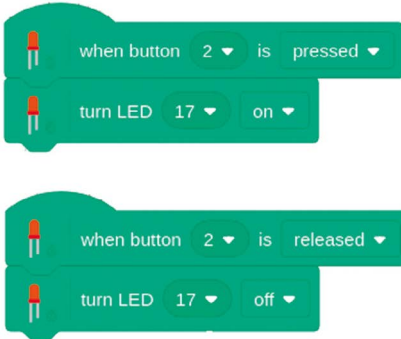 when button 2 is pressed
turn LED 17 on
when button 2 is released
turn LED 17 off